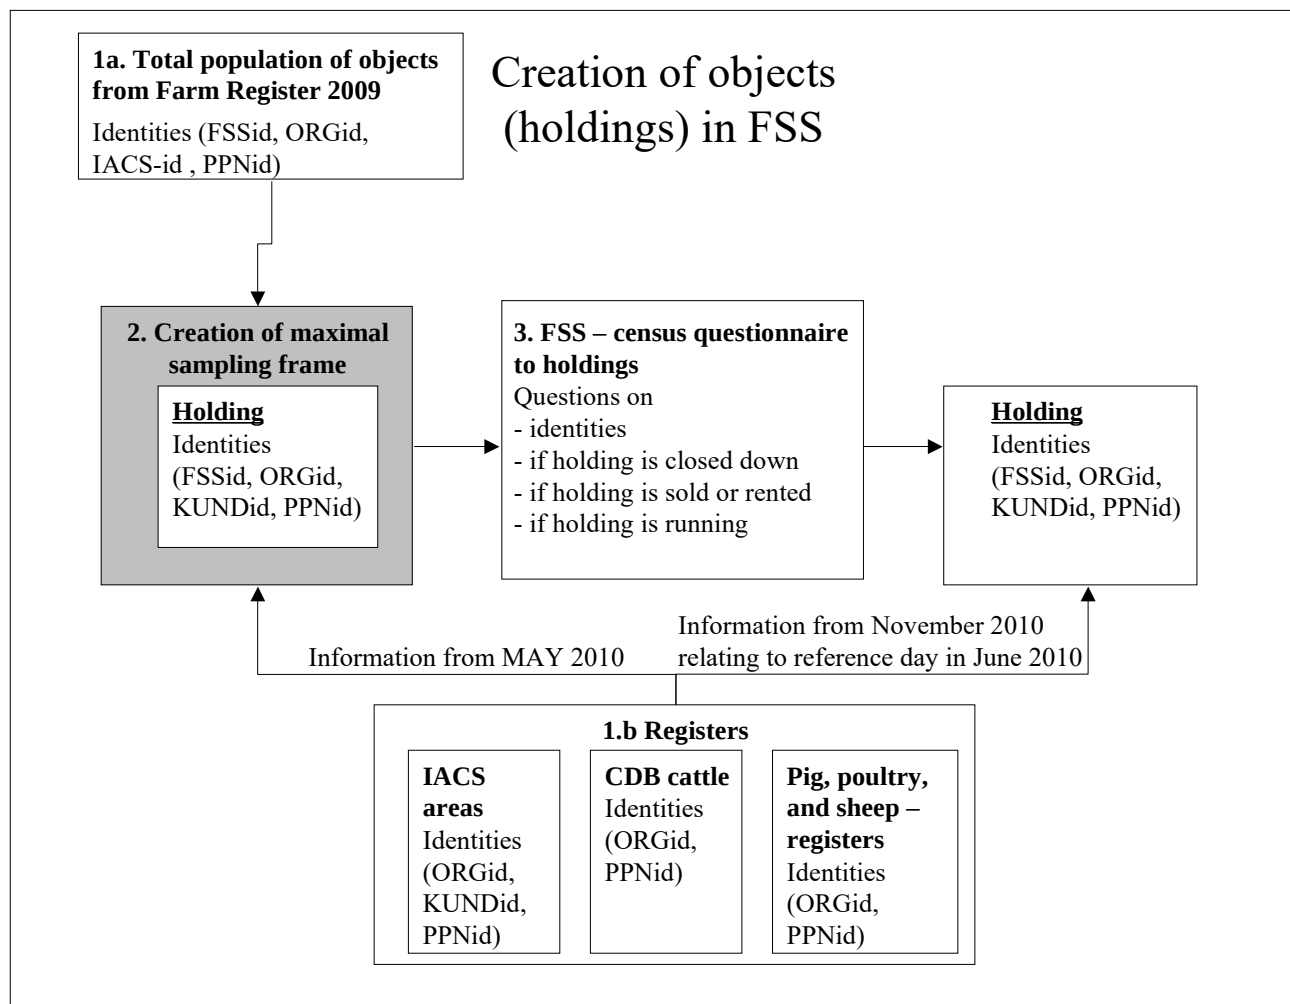 1a. Total population of objects
from Farm Register 2009
Identities (FSSid, ORGid,
IACS-id , PPNid)
Creation of objects
(holdings) in FSS
2. Creation of maximal
sampling frame
Holding
Identities
(FSSid, ORGid,
KUNDid, PPNid)
3. FSS – census questionnaire
to holdings
Questions on
- identities
- if holding is closed down
- if holding is sold or rented
- if holding is running
Holding
Identities
(FSSid, ORGid,
KUNDid, PPNid)
Information from MAY 2010
Information from November 2010
relating to reference day in June 2010
1.b Registers
IACS
areas
Identities
(ORGid,
KUNDid,
PPNid)
CDB cattle
Identities
(ORGid,
PPNid)
Pig, poultry,
and sheep –
registers
Identities
(ORGid,
PPNid)